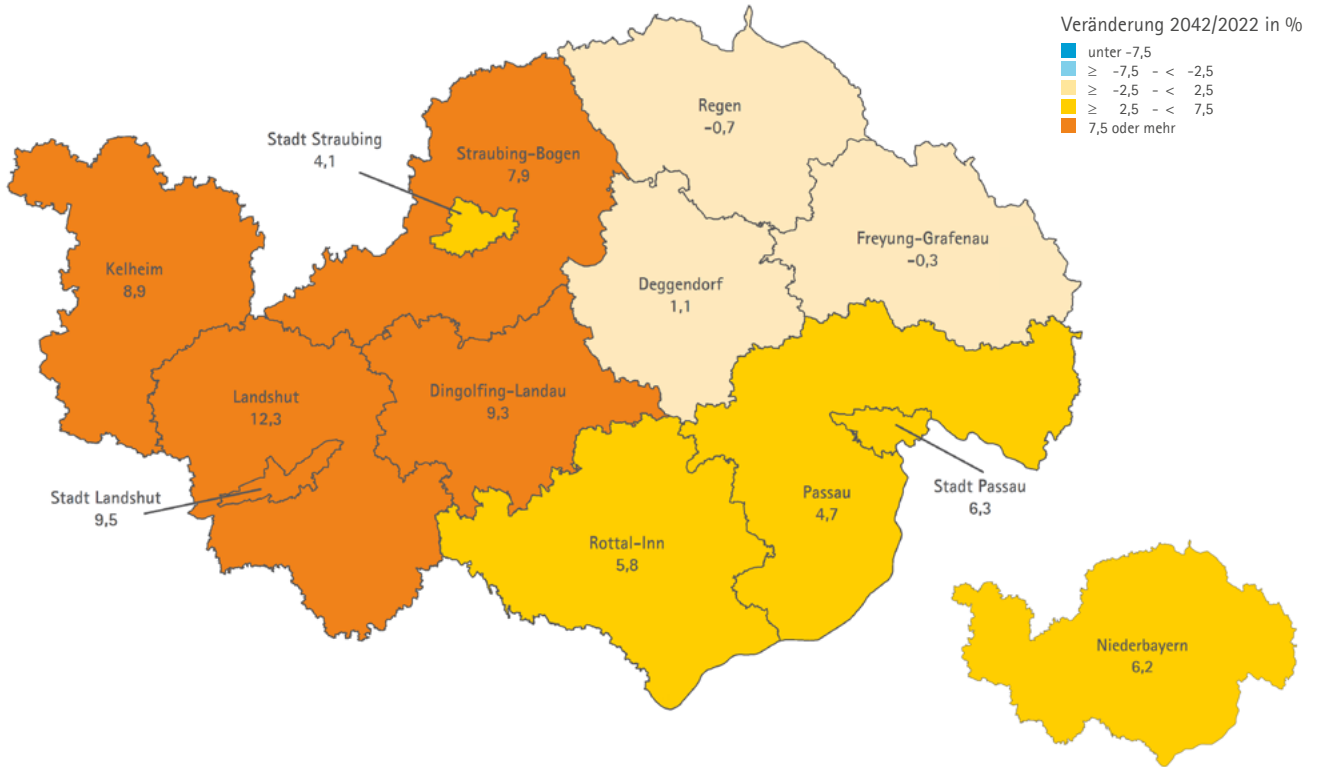 Veränderung 2042/2022 in %
unter -7,5
≥ -7,5 - < -2,5
≥ -2,5 - < 2,5
≥ 2,5 - < 7,5
7,5 oder mehr
Regen
-0,7
Stadt Straubing
4,1
Straubing-Bogen
7,9
Freyung-Grafenau
-0,3
Kelheim
8,9
Deggendorf
1,1
Landshut
12,3
Dingolfing-Landau
9,3
Stadt Landshut
9,5
Passau
4,7
Stadt Passau
6,3
Rottal-Inn
5,8
Niederbayern
6,2